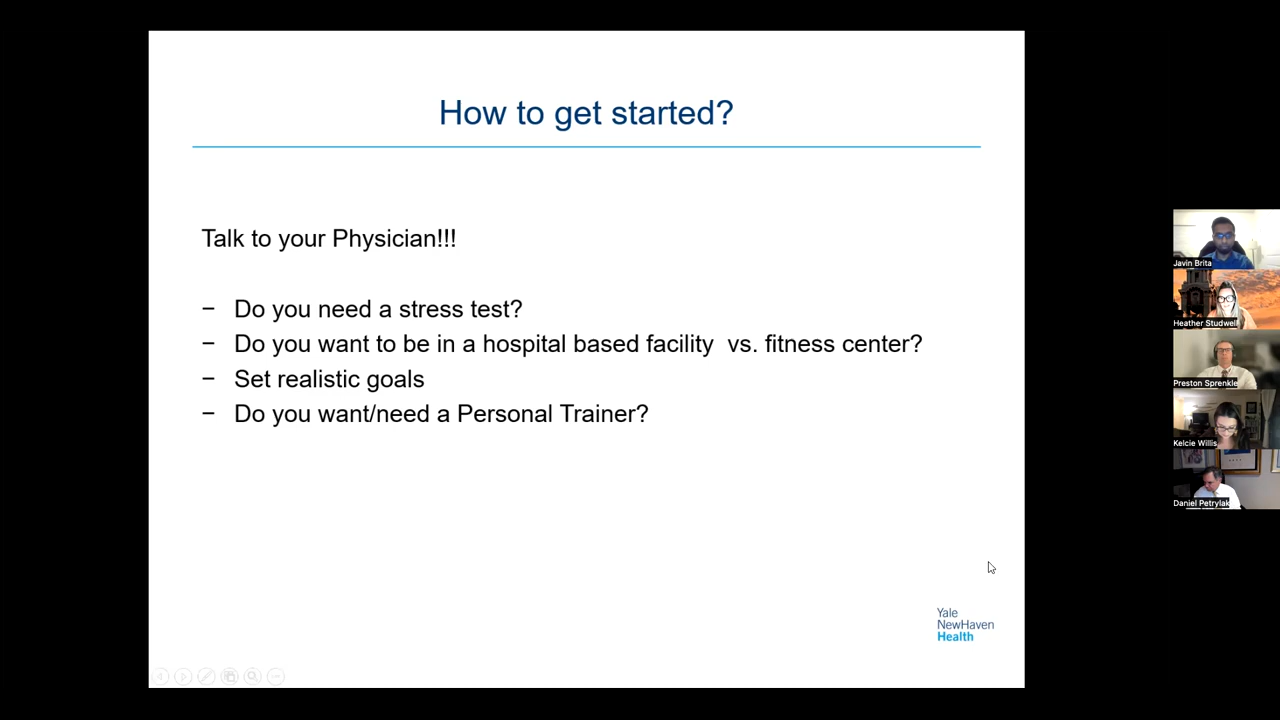 How to get started?
Talk to your Physician!!!
− Do you need a stress test?
− Do you want to be in a hospital based facility  vs. fitness center?
− Set realistic goals
− Do you want/need a Personal Trainer?
Yale
NewHaven
Health
Javin Brita
Heather Studwell
Preston Sprenkle
Kelcie Willis
Daniel Petrylak